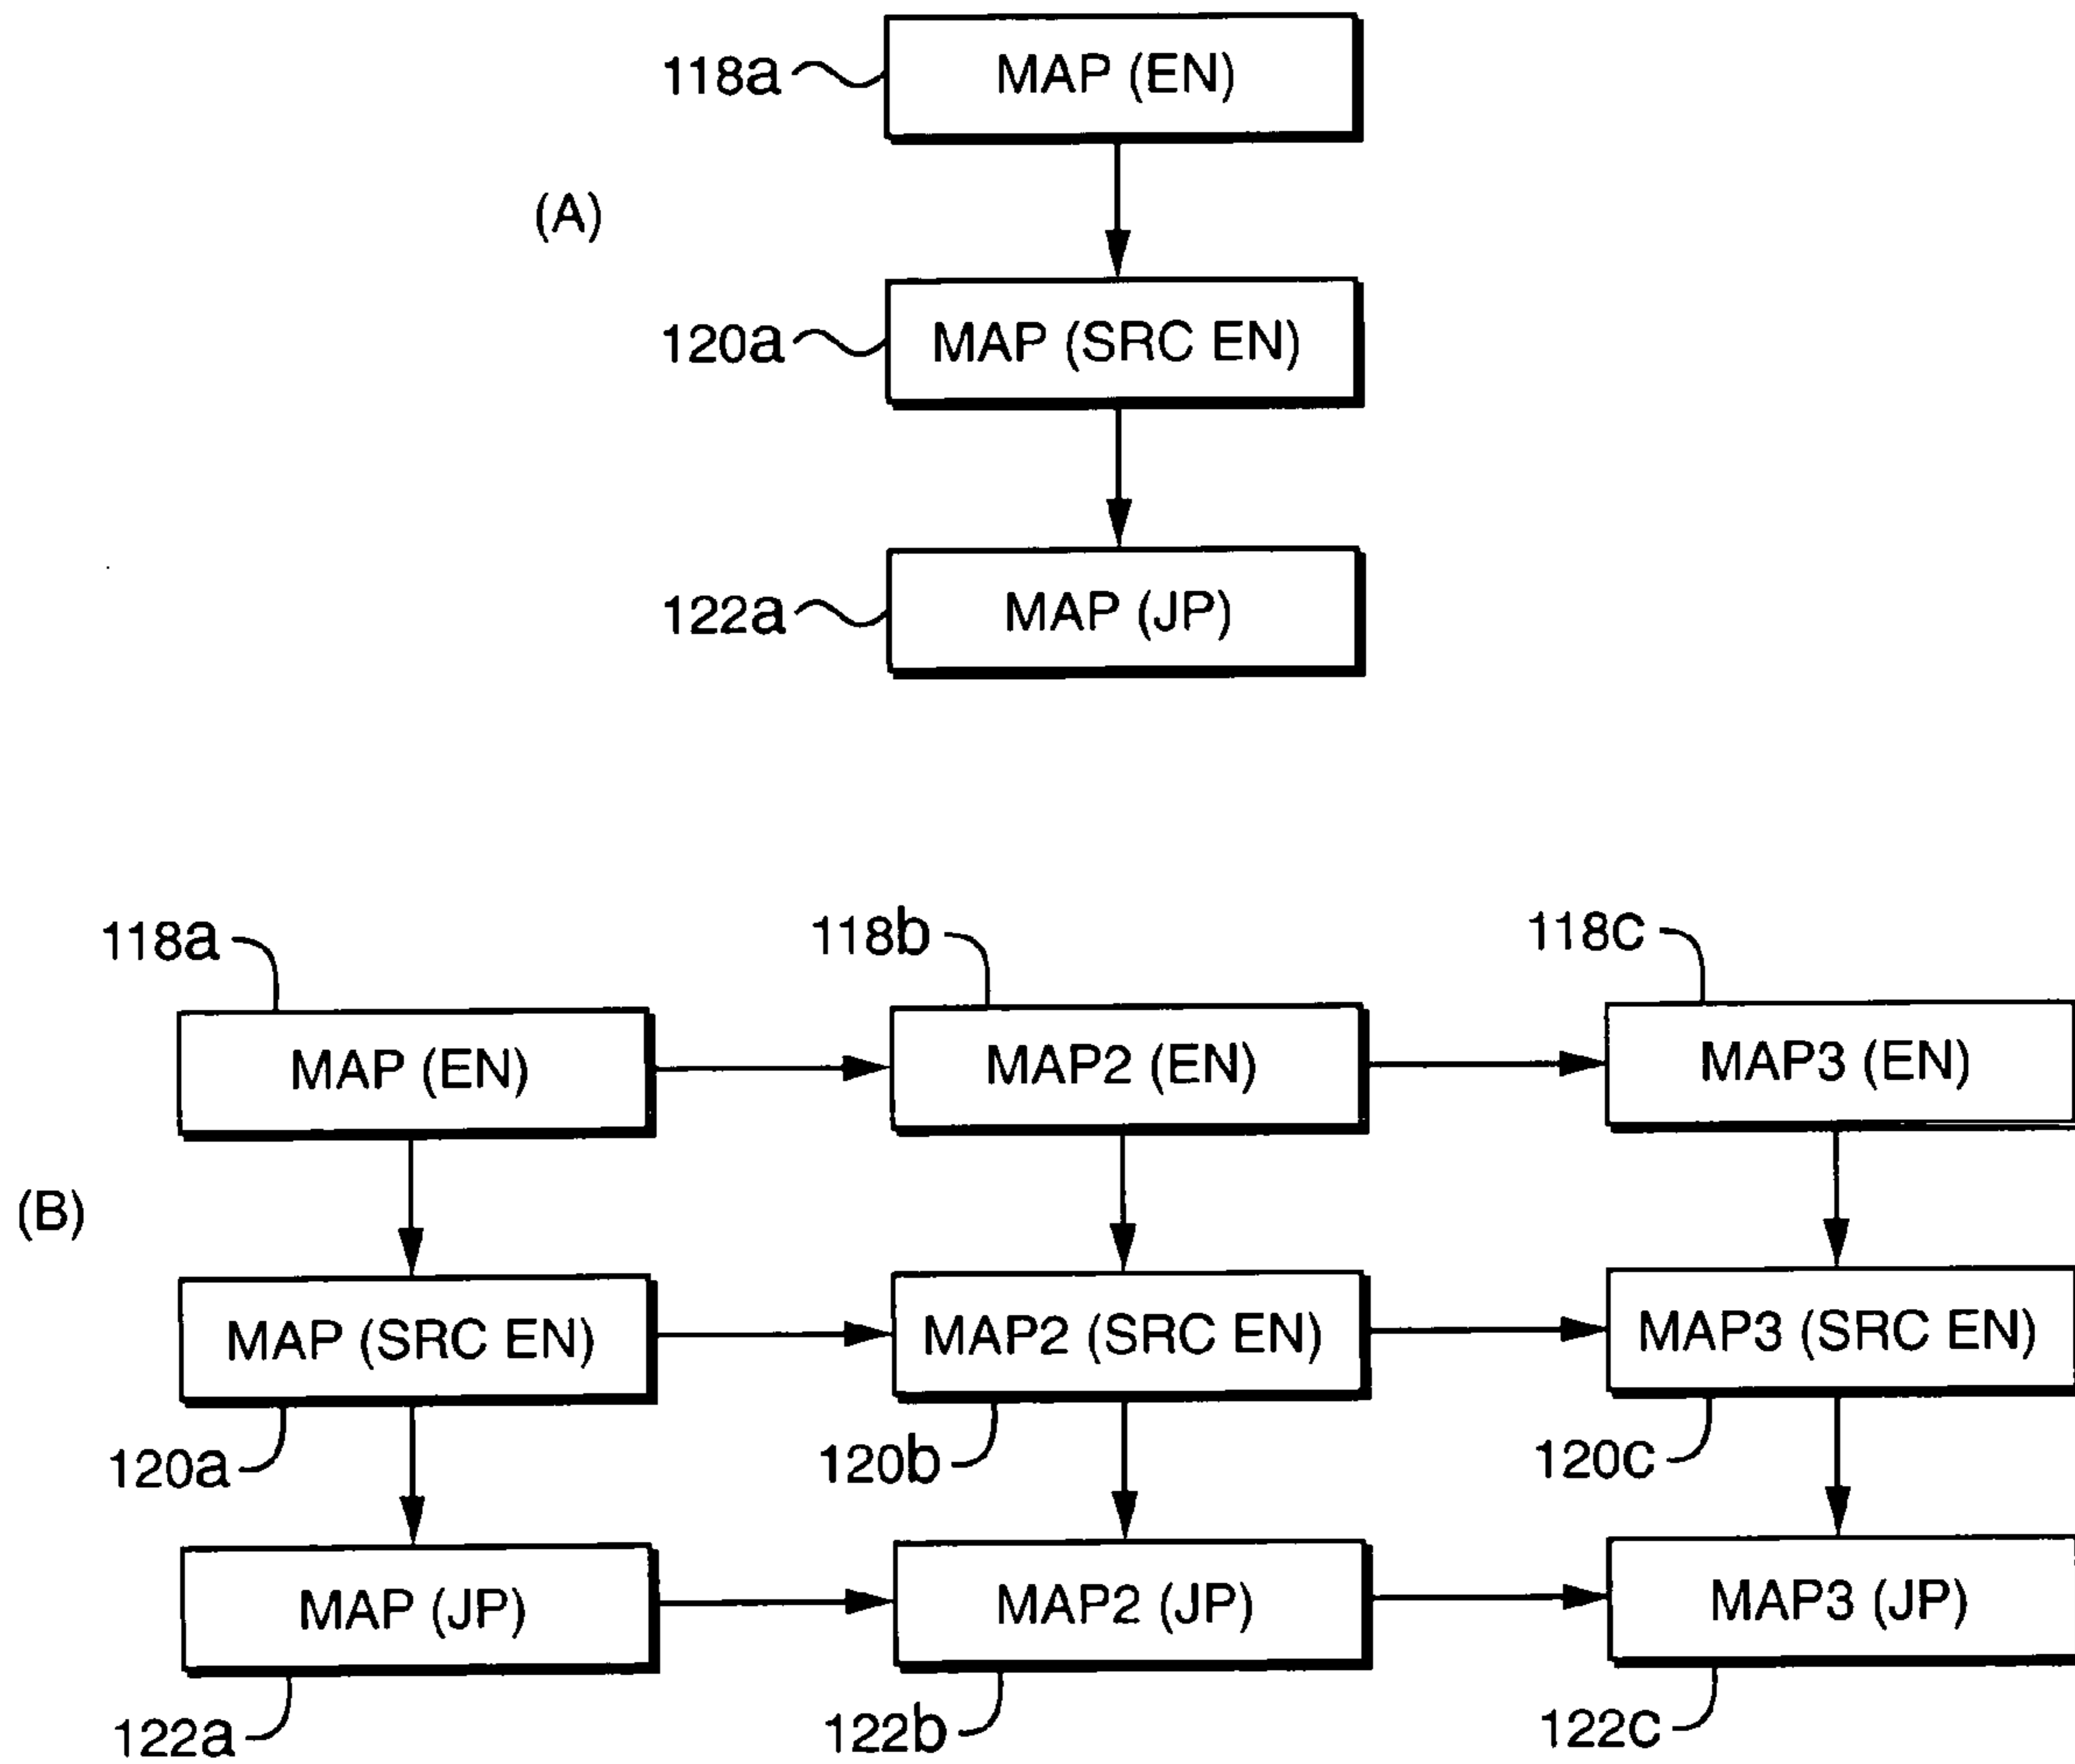 118a
MAP (EN)
(A)
120a
MAP (SRC EN)
122a
MAP (JP)
118a
118b
118c
MAP (EN)
MAP2 (EN)
MAP3 (EN)
(B)
MAP (SRC EN)
MAP2 (SRC EN)
MAP3 (SRC EN)
120a
120b
120c
MAP (JP)
MAP2 (JP)
MAP3 (JP)
122a
122b
122c